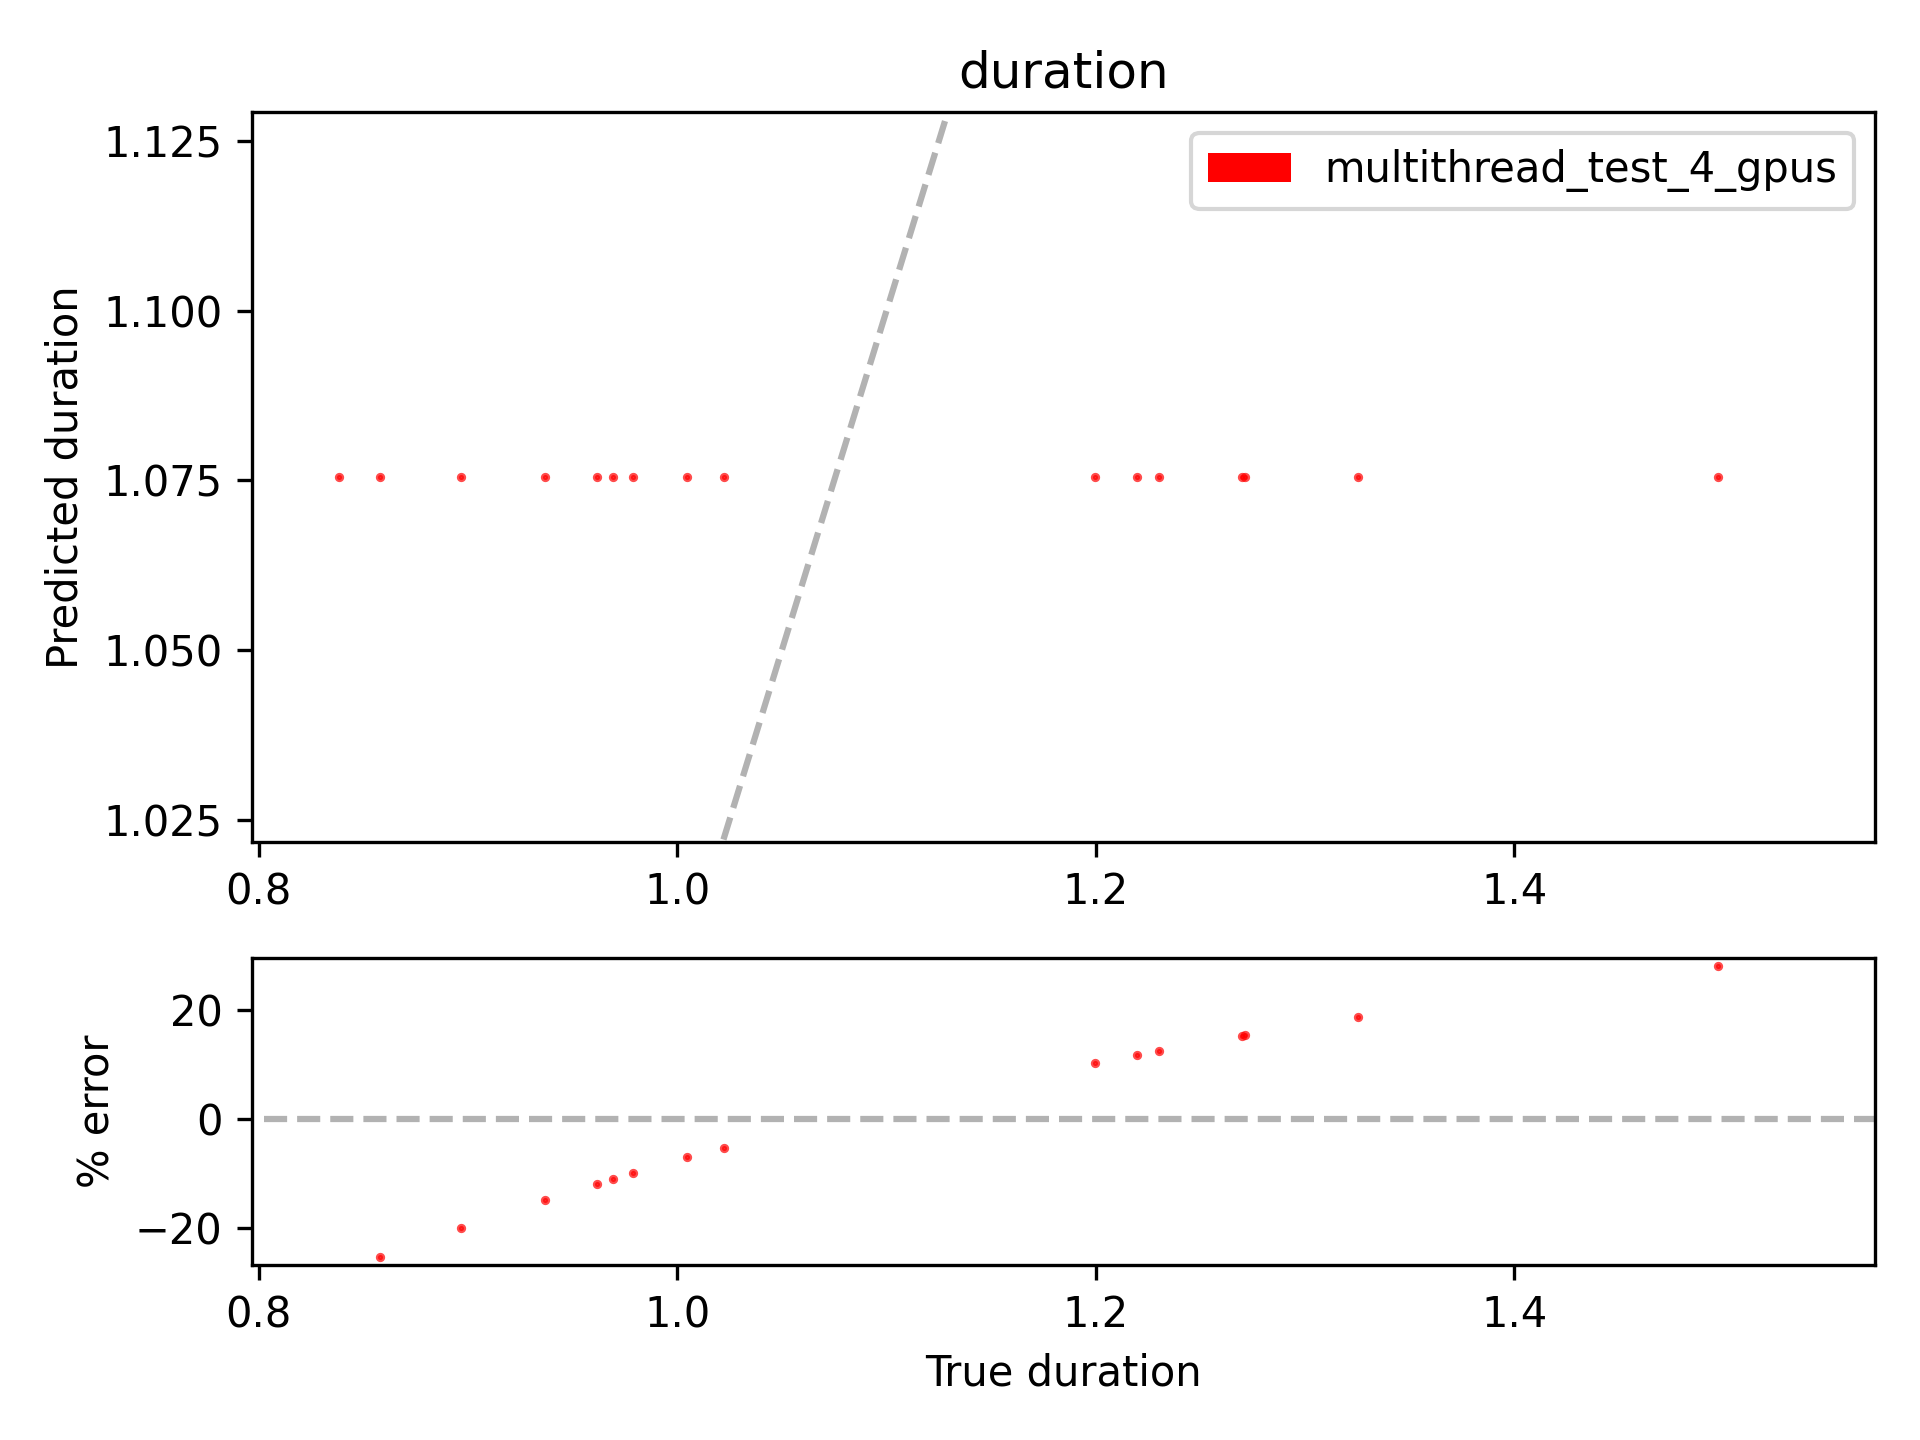 duration
multithread_test_4_gpus
Predicted duration
1.125
1.100
1.075
1.050
1.025
0.8 1.0 1.2 1.4
% error
20
0
−20
0.8 1.0 1.2 1.4
True duration